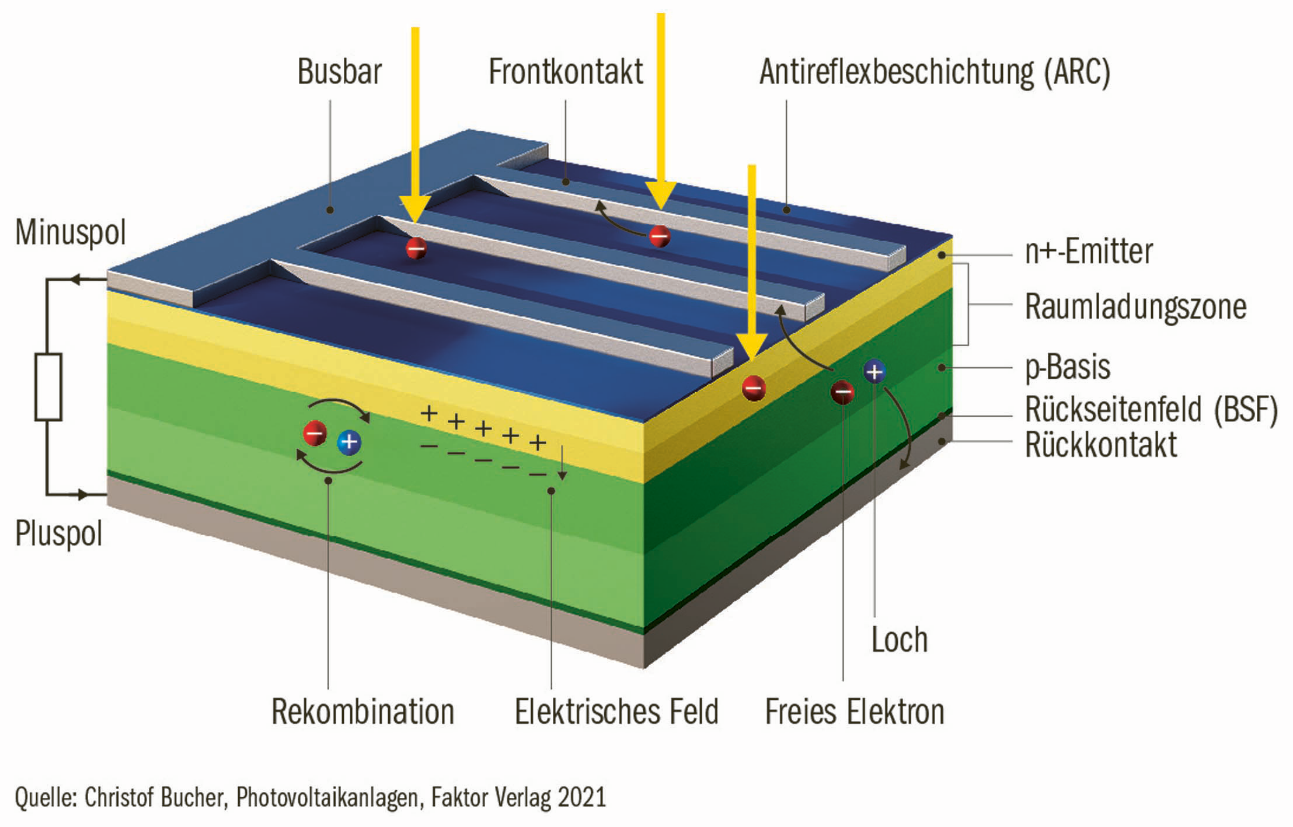 Busbar
Frontkontakt
Antireflexbeschichtung (ARC)
Minuspol
n+-Emitter
Raumladungszone
p-Basis
Rückseitenfeld (BSF)
Rückkontakt
Pluspol
Loch
Rekombination
Elektrisches Feld
Freies Elektron
Quelle: Christof Bucher, Photovoltaikanlagen, Faktor Verlag 2021